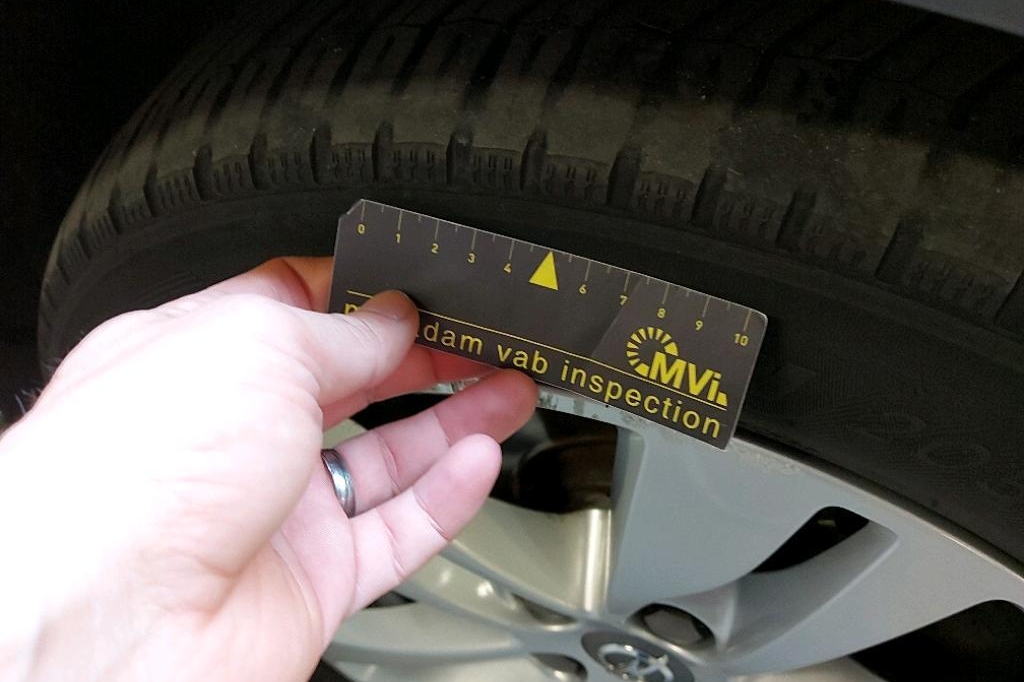 0 1 2 3 4 6 7 8 9 10
MVi
dam vab inspection